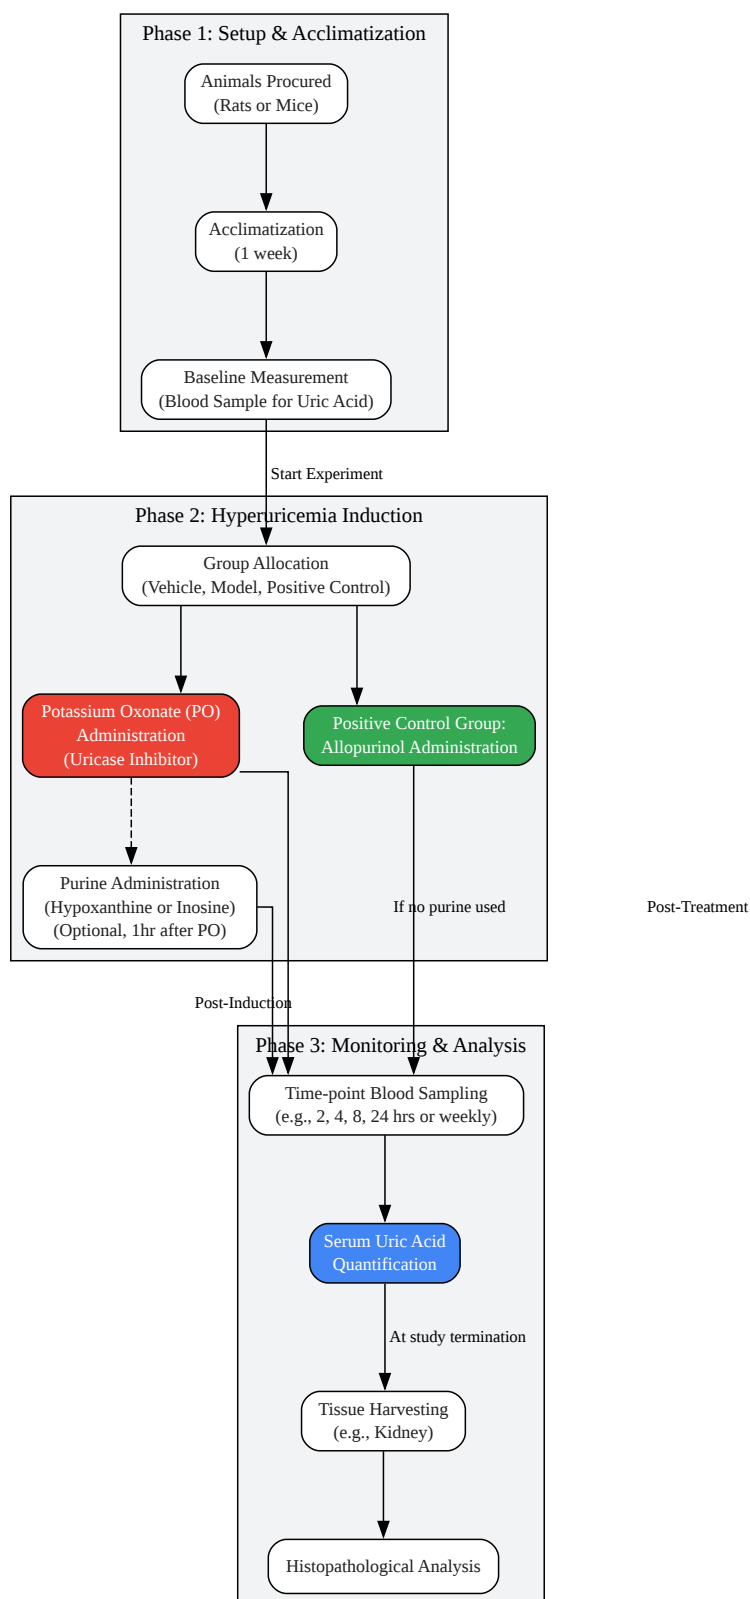 Phase 1: Setup & Acclimatization
Animals Procured
(Rats or Mice)
Acclimatization
(1 week)
Baseline Measurement
(Blood Sample for Uric Acid)
Start Experiment
Phase 2: Hyperuricemia Induction
Group Allocation
(Vehicle, Model, Positive Control)
Potassium Oxonate (PO)
Administration
(Uricase Inhibitor)
Positive Control Group:
Allopurinol Administration
Purine Administration
(Hypoxanthine or Inosine)
(Optional, 1hr after PO)
If no purine used
Post-Treatment
Post-Induction
Phase 3: Monitoring & Analysis
Time-point Blood Sampling
(e.g., 2, 4, 8, 24 hrs or weekly)
Serum Uric Acid
Quantification
At study termination
Tissue Harvesting
(e.g., Kidney)
Histopathological Analysis